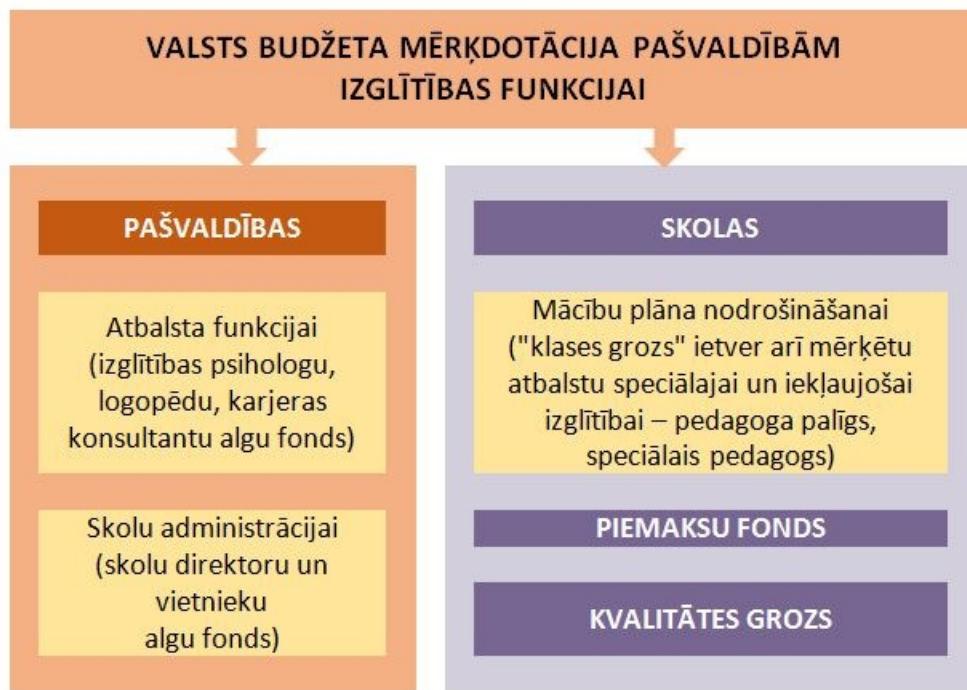 VALSTS BUDŽETA MĒRĶDOTĀCIJA PAŠVALDĪBĀM
IZGLĪTĪBAS FUNKCIJAI
PAŠVALDĪBAS
Atbalsta funkcijai
(izglītības psihologu,
logopēdu, karjeras
konsultantu algu fonds)
Skolu administrācijai
(skolu direktoru un
vietnieku
algu fonds)
SKOLAS
Mācību plāna nodrošināšanai
("klases grozs" ietver arī mērķētu
atbalstu speciālajai un iekļaujošai
izglītībai – pedagoga palīgs,
speciālais pedagogs)
PIEMAKSU FONDS
KVALITĀTES GROZS